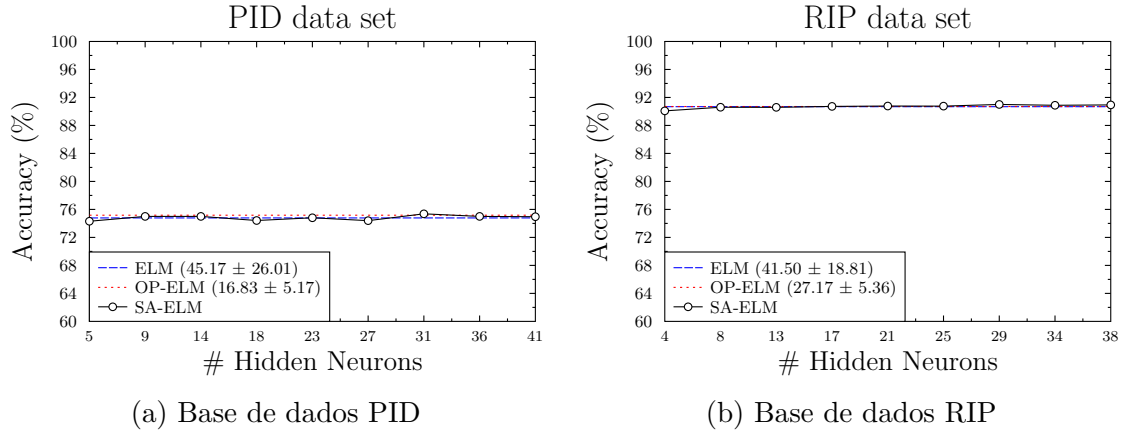 PID data set
100
96
92
88
84
80
76
72
68
64
60
Accuracy (%)
ELM (45.17 ± 26.01)
OP-ELM (16.83 ± 5.17)
SA-ELM
5 9 14 18 23 27 31 36 41
# Hidden Neurons
(a) Base de dados PID
RIP data set
100
96
92
88
84
80
76
72
68
64
60
Accuracy (%)
ELM (41.50 ± 18.81)
OP-ELM (27.17 ± 5.36)
SA-ELM
4 8 13 17 21 25 29 34 38
# Hidden Neurons
(b) Base de dados RIP